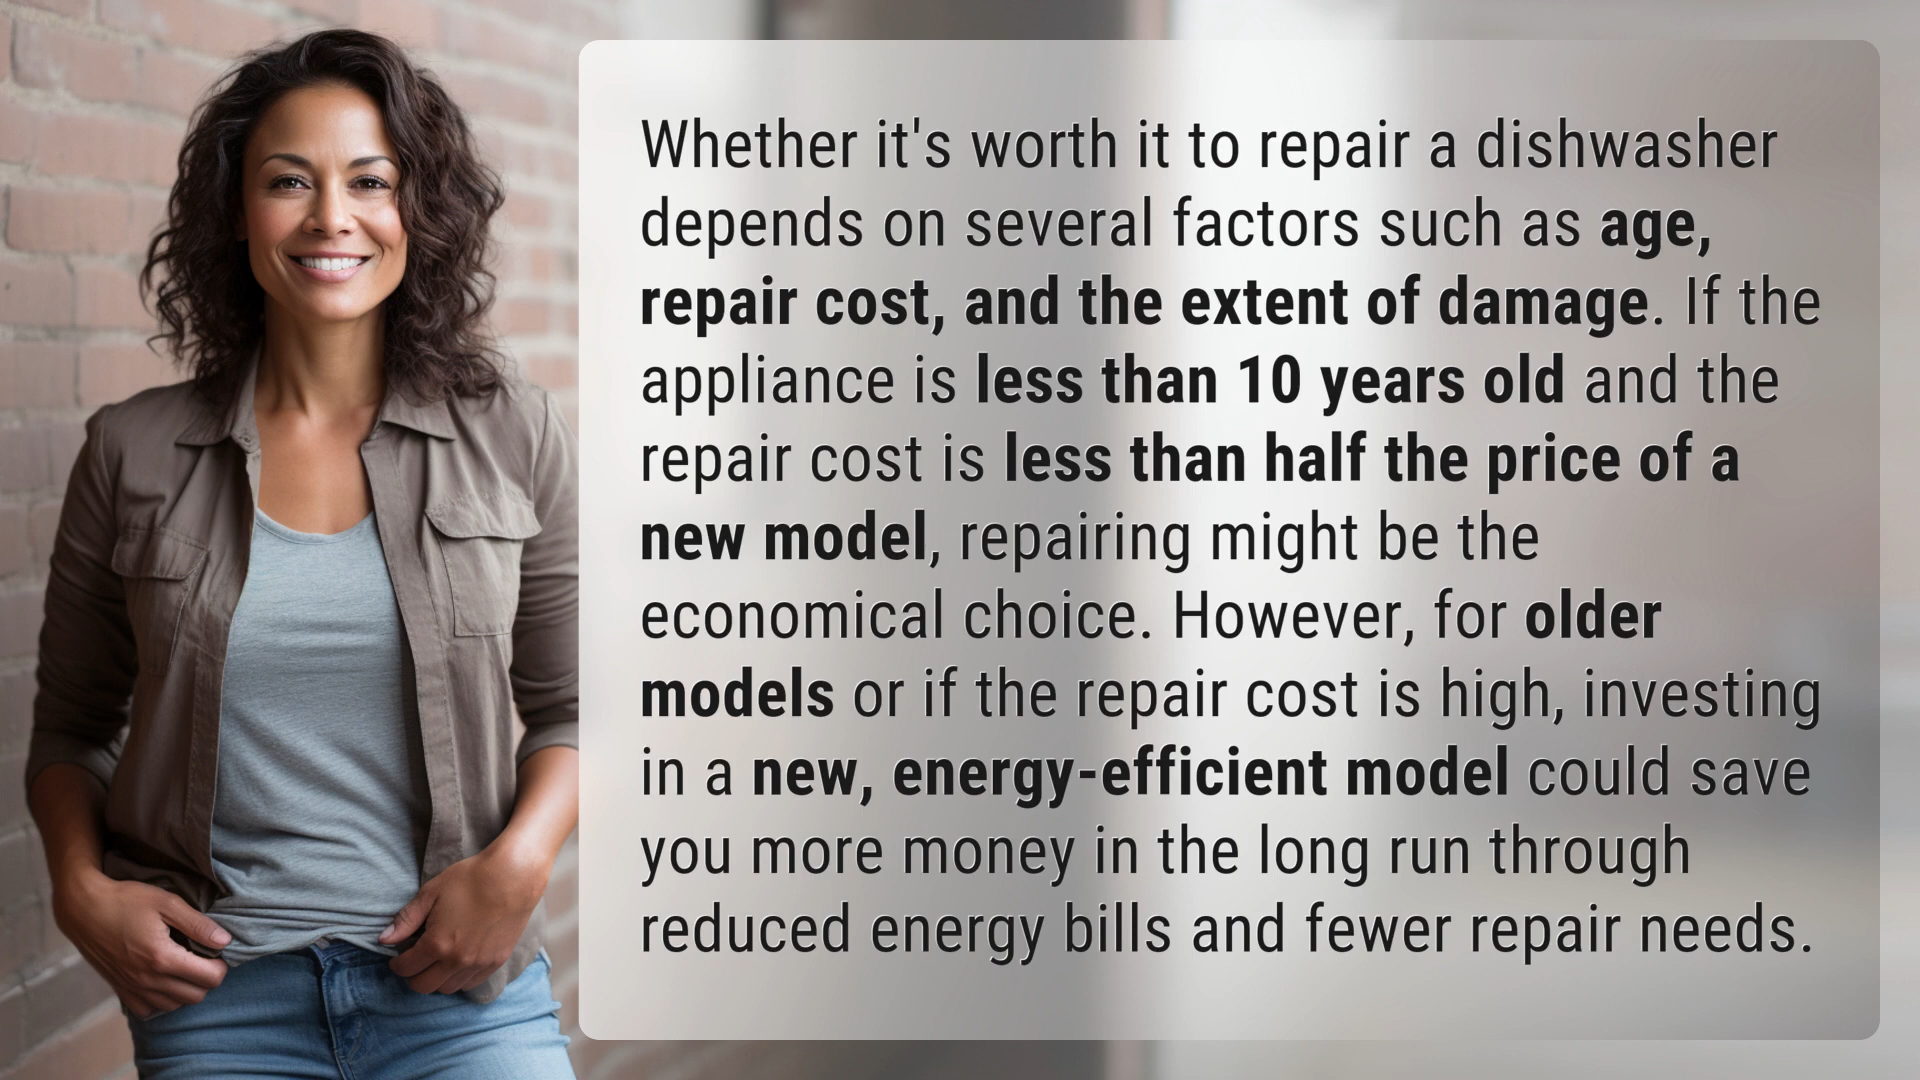 Whether it's worth it to repair a dishwasher
depends on several factors such as age,
repair cost, and the extent of damage. If the
appliance is less than 10 years old and the
repair cost is less than half the price of a
new model, repairing might be the
economical choice. However, for older
models or if the repair cost is high, investing
in a new, energy-efficient model could save
you more money in the long run through
reduced energy bills and fewer repair needs.